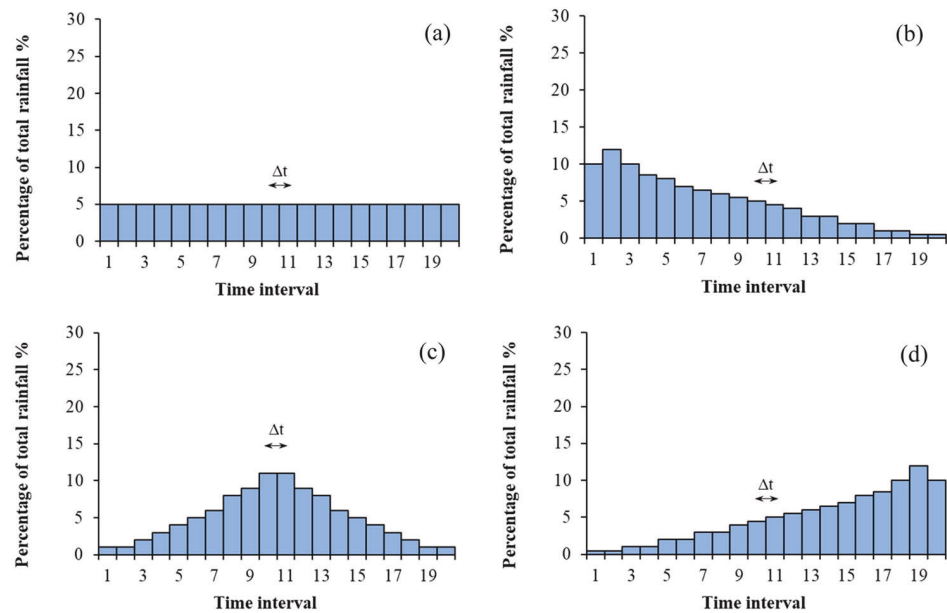 (a)
Percentage of total rainfall %
30
25
20
15
10
5
0
Δt
1 3 5 7 9 11 13 15 17 19
Time interval
(b)
Percentage of total rainfall %
30
25
20
15
10
5
0
Δt
1 3 5 7 9 11 13 15 17 19
Time interval
(c)
Percentage of total rainfall %
30
25
20
15
10
5
0
Δt
1 3 5 7 9 11 13 15 17 19
Time interval
(d)
Percentage of total rainfall %
30
25
20
15
10
5
0
Δt
1 3 5 7 9 11 13 15 17 19
Time interval